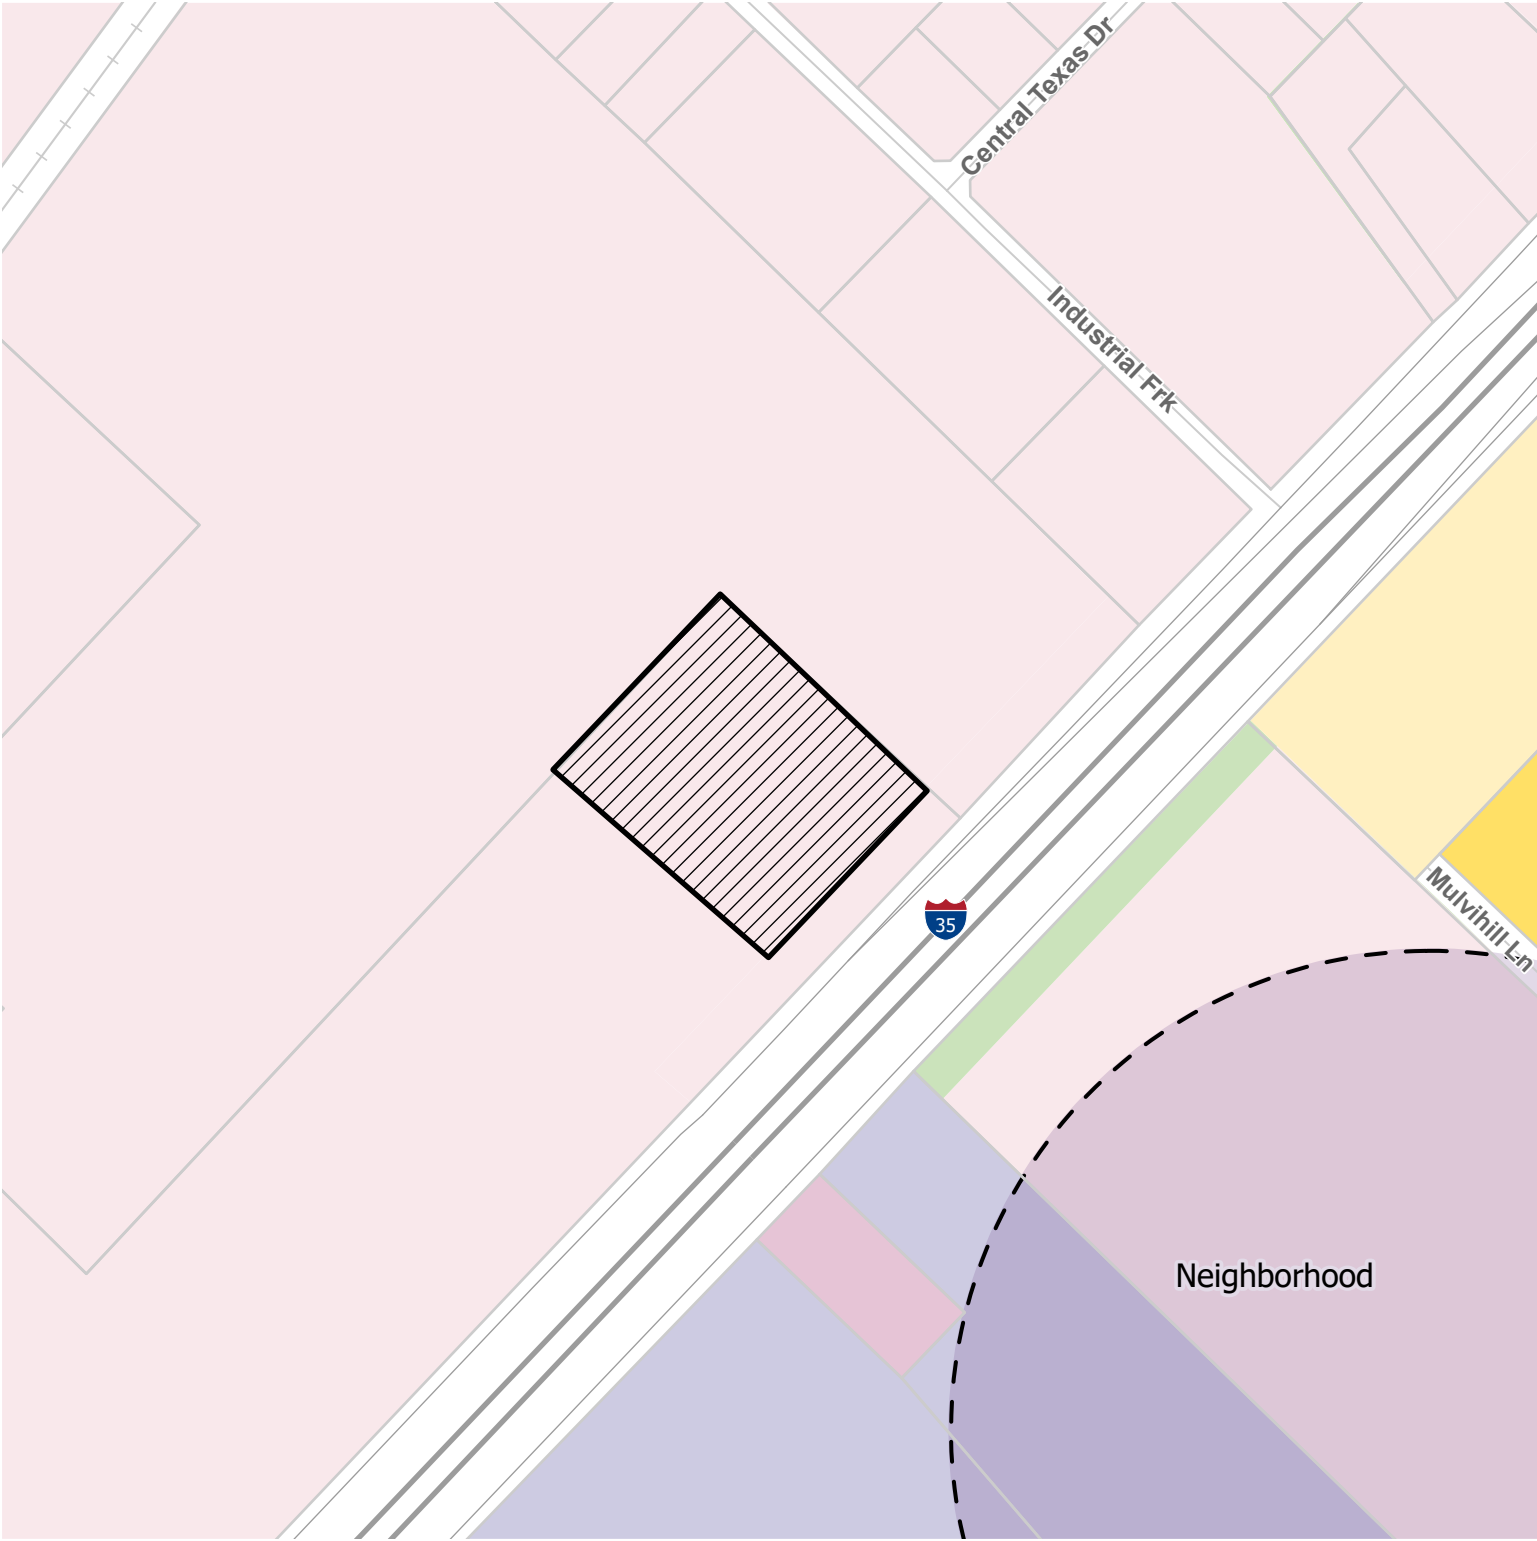 Central Texas Dr
Industrial Frk
35
Mulvihill Ln
Neighborhood